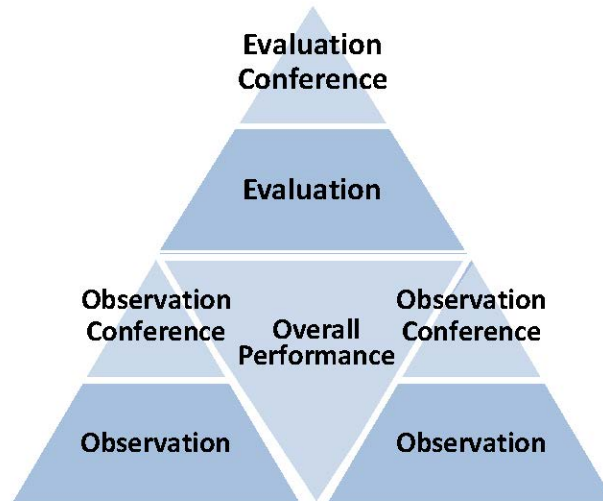 Evaluation
Conference
Evaluation
Observation
Conference
Overall
Performance
Observation
Conference
Observation
Observation